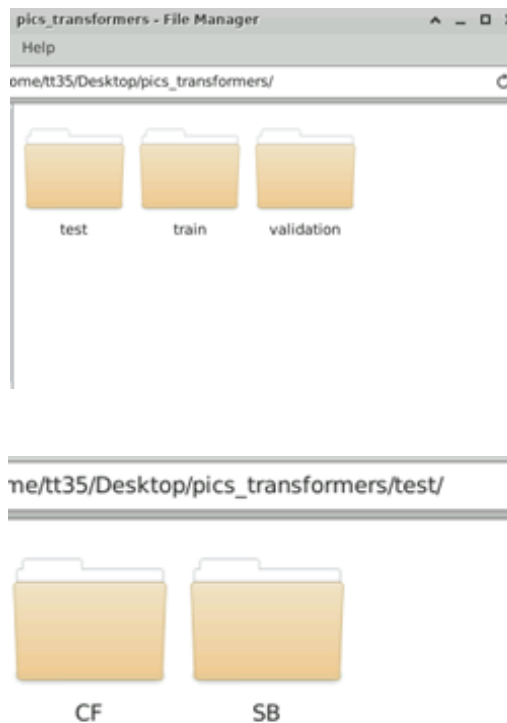 pics_transformers - File Manager
Help
ome/tt35/Desktop/pics_transformers/
test train validation
me/tt35/Desktop/pics_transformers/test/
CF SB